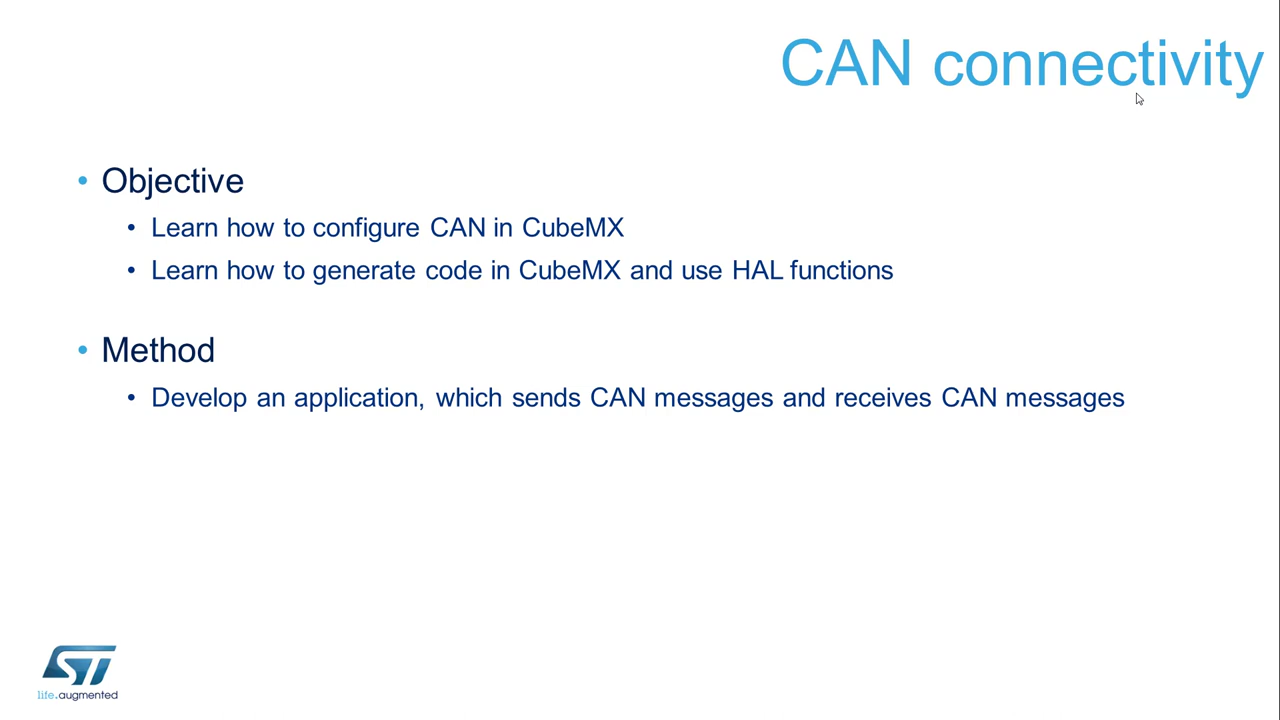 CAN connectivity
• Objective
• Learn how to configure CAN in CubeMX
• Learn how to generate code in CubeMX and use HAL functions
• Method
• Develop an application, which sends CAN messages and receives CAN messages
ST
life.augmented